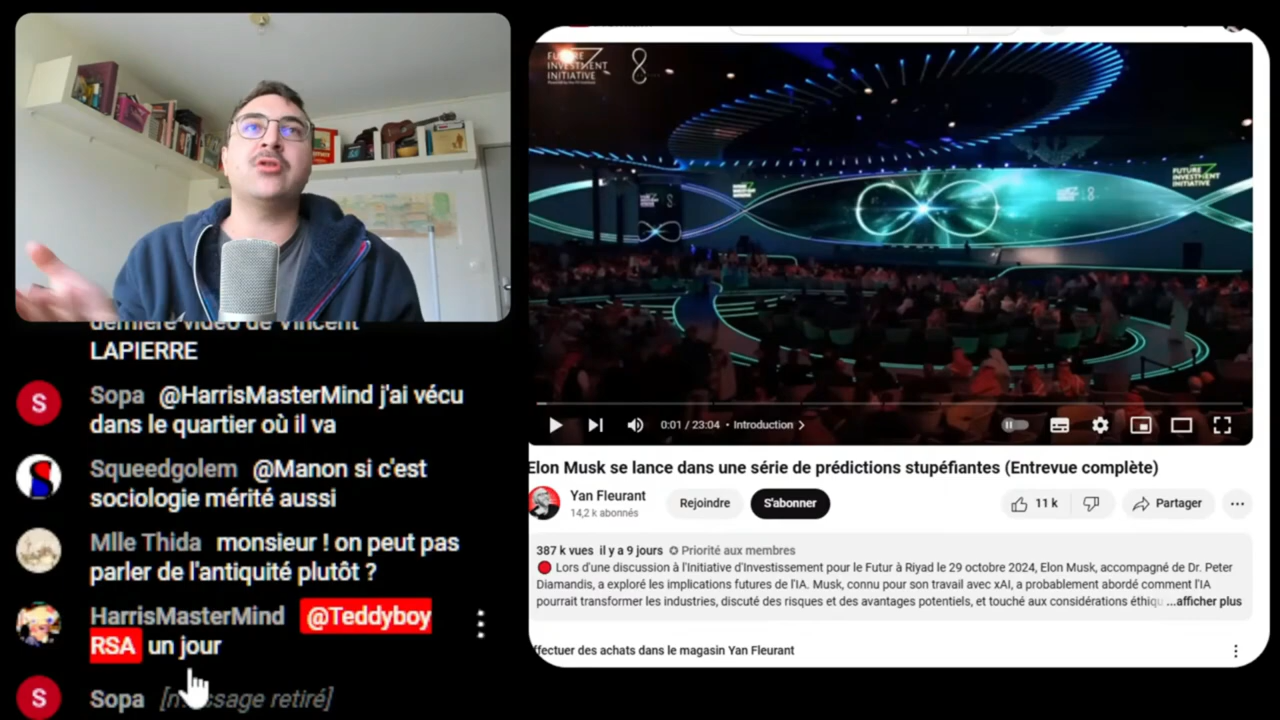 dernière vidéo de Vincent
LAPIERRE
S
Sopa @HarrisMasterMind j'ai vécu
dans le quartier où il va
Squeedgolem @Manon si c'est
sociologie mérité aussi
Mlle Thida monsieur ! on peut pas
parler de l'antiquité plutôt ?
HarrisMasterMind @Teddyboy
RSA un jour
S
Sopa
FUTURE
INVESTMENT
INITIATIVE
FUTURE
INVESTMENT
INITIATIVE
0:01 / 23:04 • Introduction
Elon Musk se lance dans une série de prédictions stupéfiantes (Entrevue complète)
Yan Fleurant
14,2 k abonnés
Rejoindre
S'abonner
11 k
Partager
387 k vues il y a 9 jours Priorité aux membres
Lors d'une discussion à l'Initiative d'Investissement pour le Futur à Riyad le 29 octobre 2024, Elon Musk, accompagné de Dr. Peter
Diamandis, a exploré les implications futures de l'IA. Musk, connu pour son travail avec xAI, a probablement abordé comment l'IA
pourrait transformer les industries, discuté des risques et des avantages potentiels, et touché aux considérations éthiqu ...afficher plus
ffectuer des achats dans le magasin Yan Fleurant